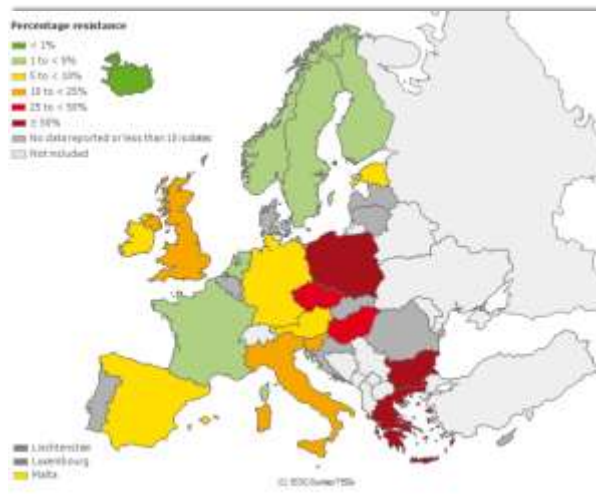 Percentage resistance
< 1%
1 to < 5%
5 to < 10%
10 to < 25%
25 to < 50%
≥ 50%
No data reported or less than 10 isolates
Not included
Liechtenstein
Luxembourg
Malta